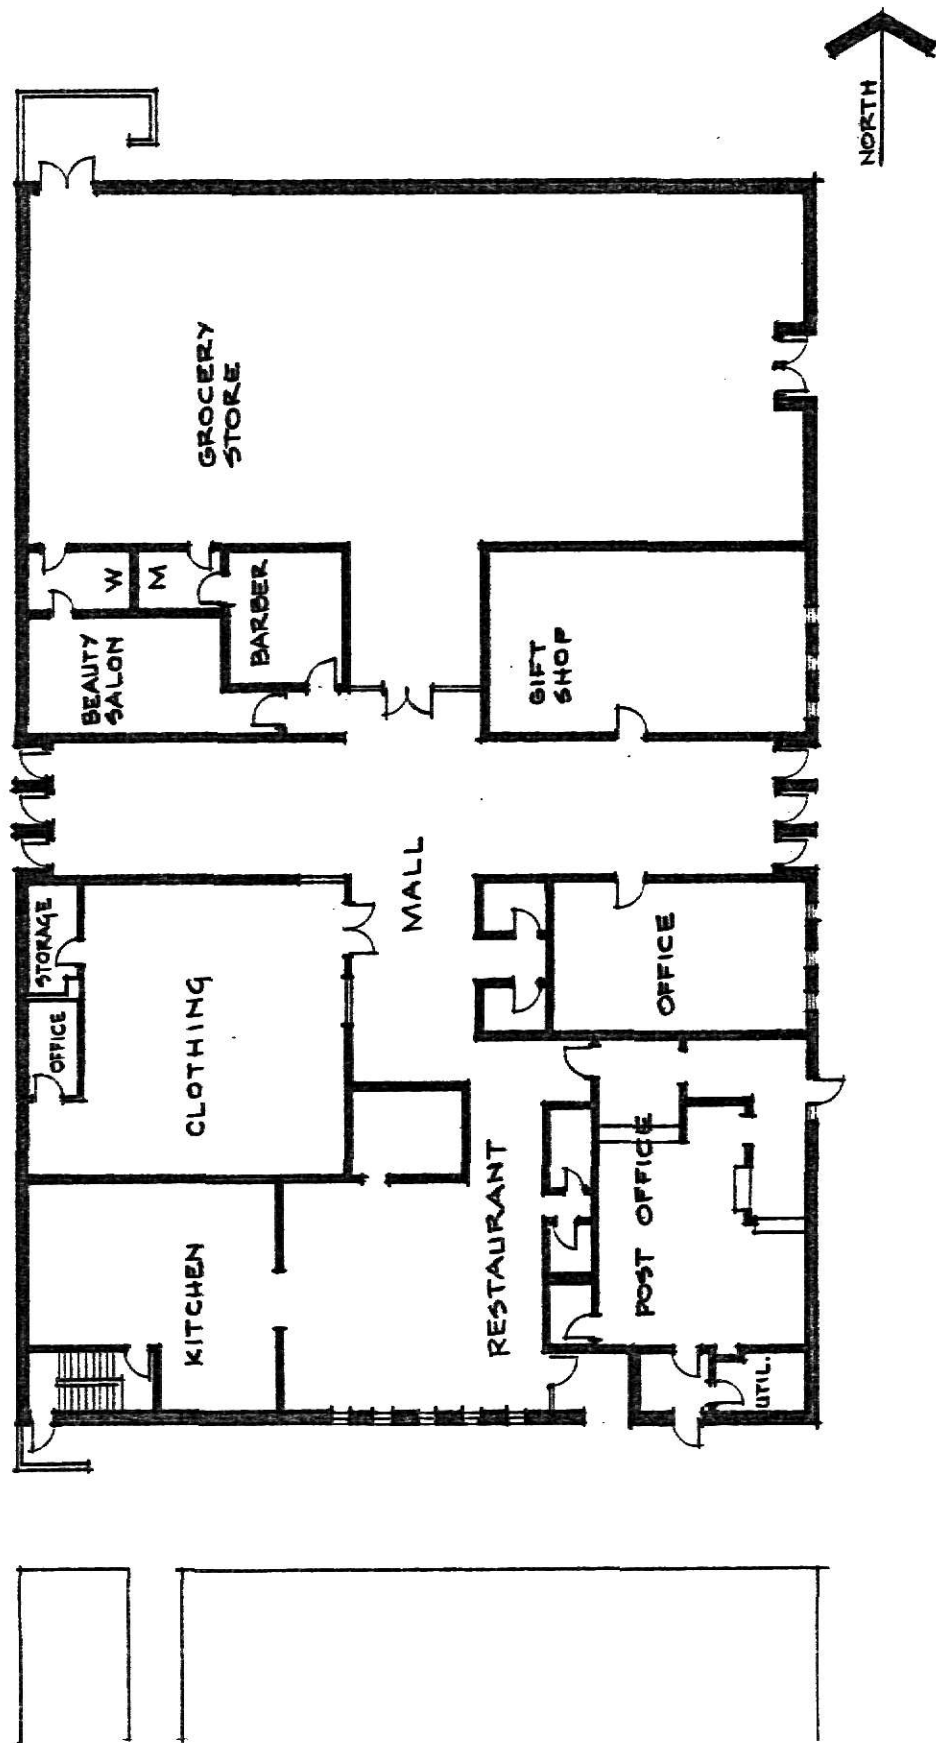 NORTH
GROCERY
STORE
W
M
BARBER
BEAUTY
SALON
GIFT
SHOP
MALL
STORAGE
OFFICE
CLOTHING
OFFICE
KITCHEN
RESTAURANT
POST OFFICE
UTIL.